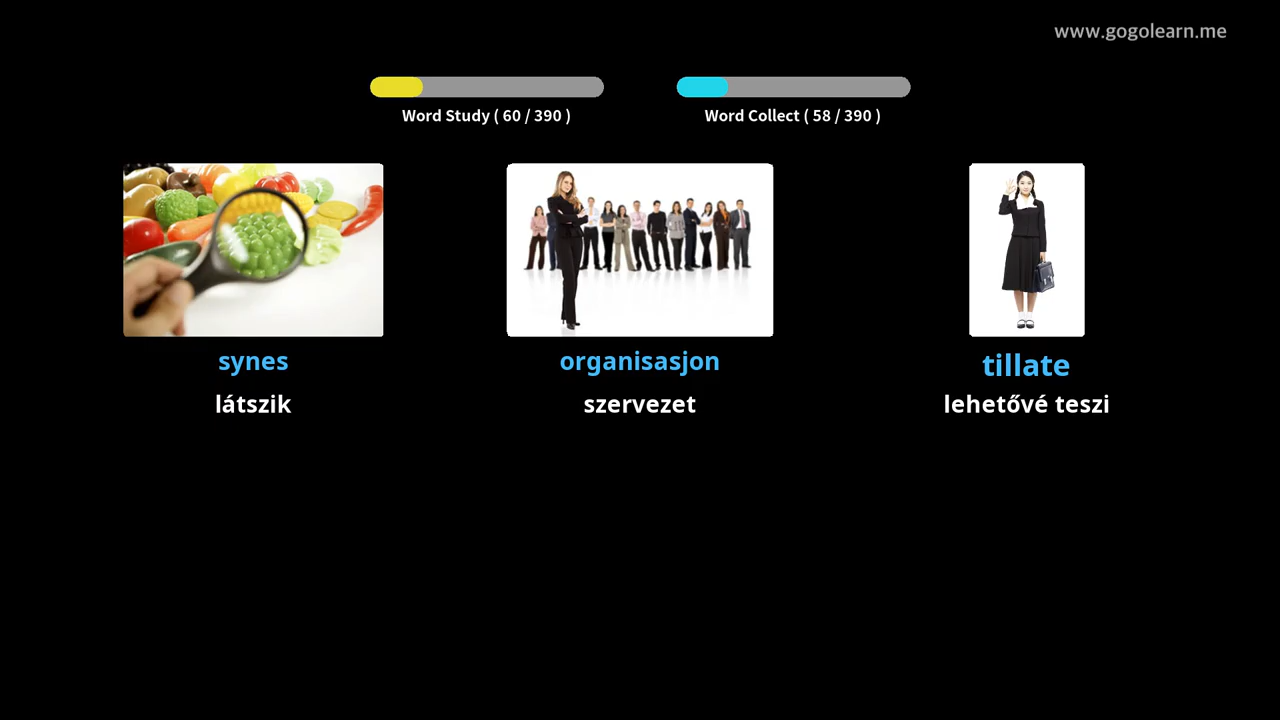 www.gogolearn.me
Word Study ( 60 / 390 )
Word Collect ( 58 / 390 )
synes
organisasjon
tillate
látszik
szervezet
lehetővé teszi